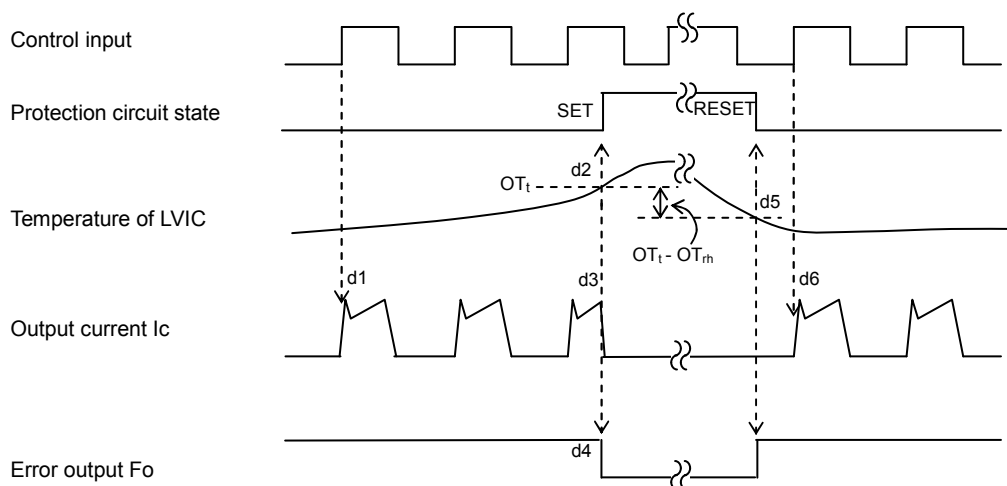 Control input
Protection circuit state
SET
RESET
d2
OTt
d5
Temperature of LVIC
OTt - OTrh
d1
d3
d6
Output current Ic
d4
Error output Fo